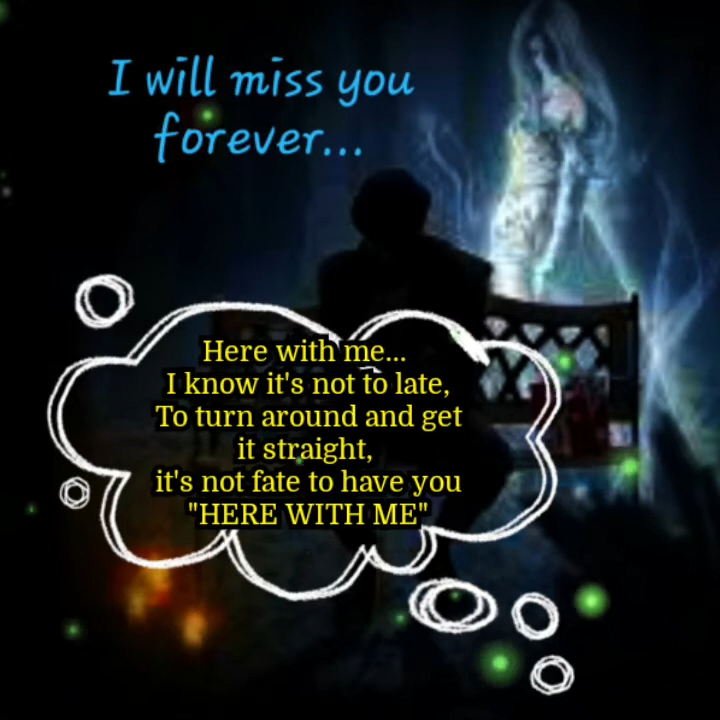 I will miss you
forever...
Here with me...
I know it's not to late,
To turn around and get
it straight,
it's not fate to have you
"HERE WITH ME"